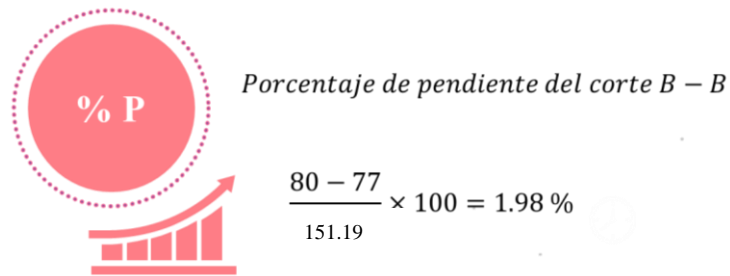 % P
Porcentaje de pendiente del corte B − B
80 − 77
151.19
× 100 = 1.98 %